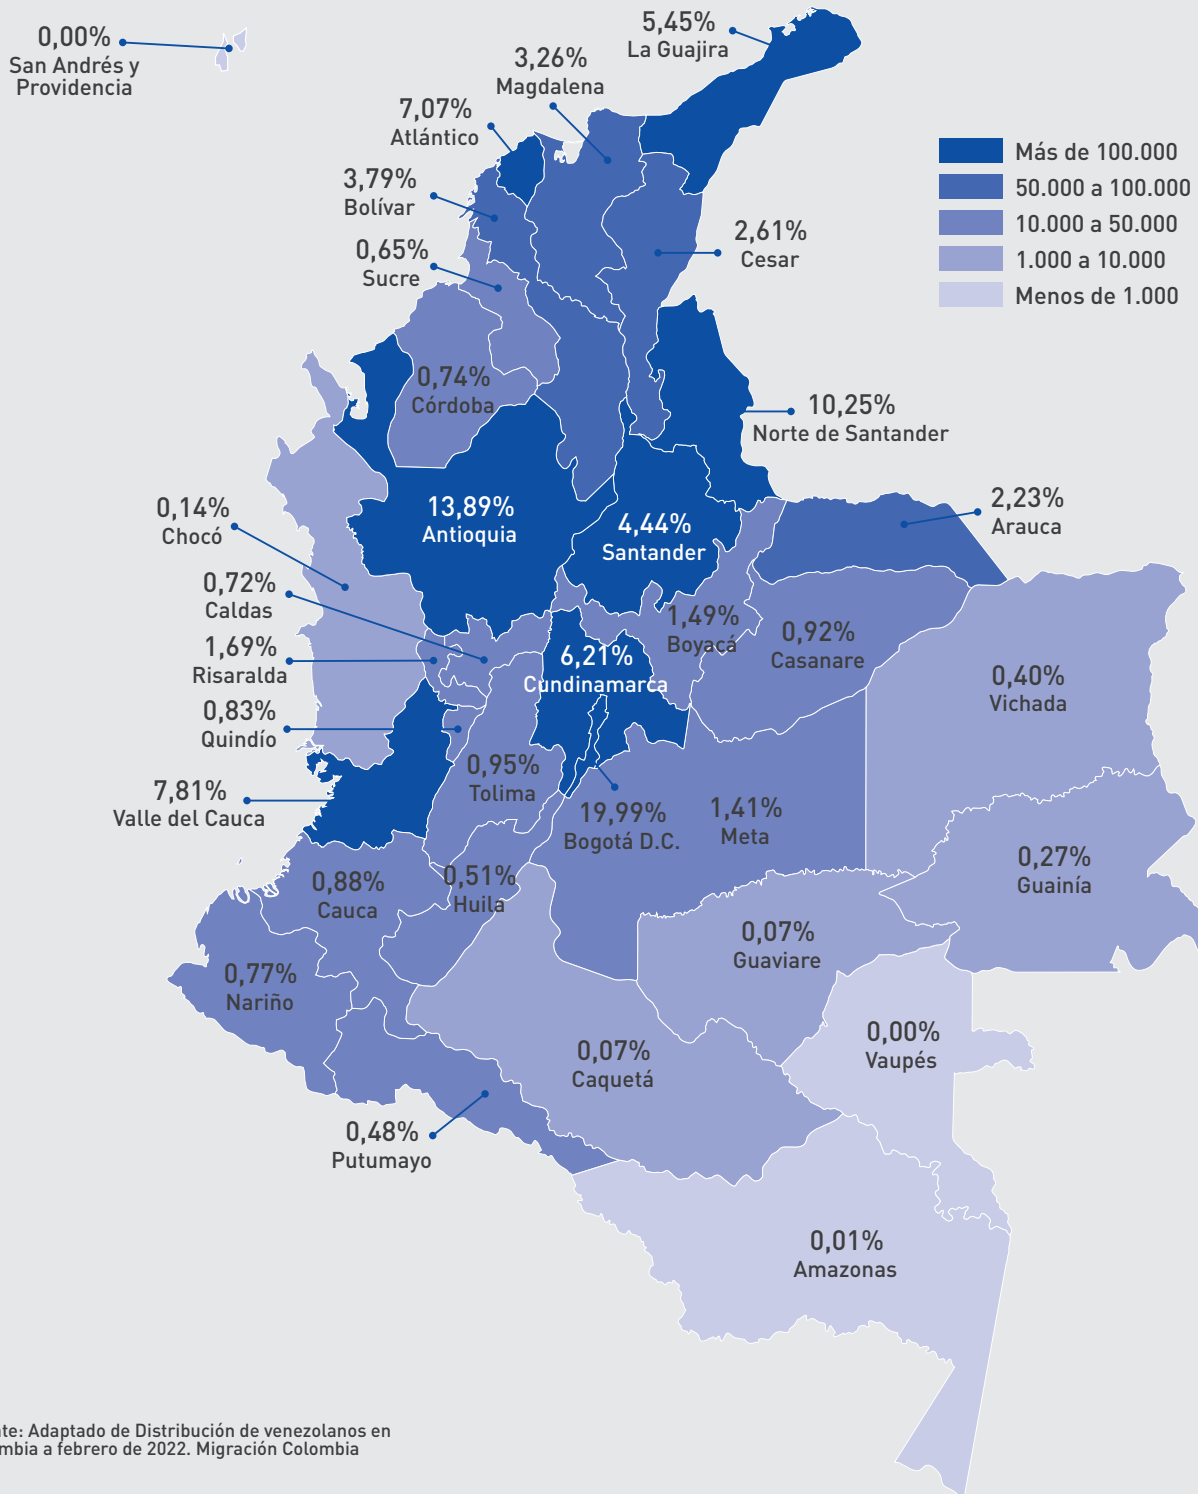 0,00%
San Andrés y
Providencia
5,45%
La Guajira
3,26%
Magdalena
7,07%
Atlántico
3,79%
Bolívar
0,65%
Sucre
2,61%
Cesar
Más de 100.000
50.000 a 100.000
10.000 a 50.000
1.000 a 10.000
Menos de 1.000
0,74%
Córdoba
10,25%
Norte de Santander
13,89%
Antioquia
4,44%
Santander
2,23%
Arauca
0,14%
Chocó
0,72%
Caldas
1,69%
Risaralda
0,83%
Quindío
7,81%
Valle del Cauca
1,49%
Boyacá
0,92%
Casanare
6,21%
Cundinamarca
0,40%
Vichada
0,95%
Tolima
19,99%
Bogotá D.C.
1,41%
Meta
0,27%
Guainía
0,88%
Cauca
0,51%
Huila
0,07%
Guaviare
0,77%
Nariño
0,00%
Vaupés
0,07%
Caquetá
0,48%
Putumayo
0,01%
Amazonas
te: Adaptado de Distribución de venezolanos en
mbia a febrero de 2022. Migración Colombia